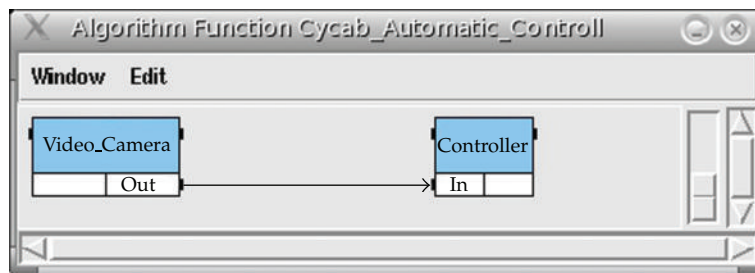 Algorithm Function Cycab_Automatic_Controll
Window Edit
Video_Camera Controller
Out In